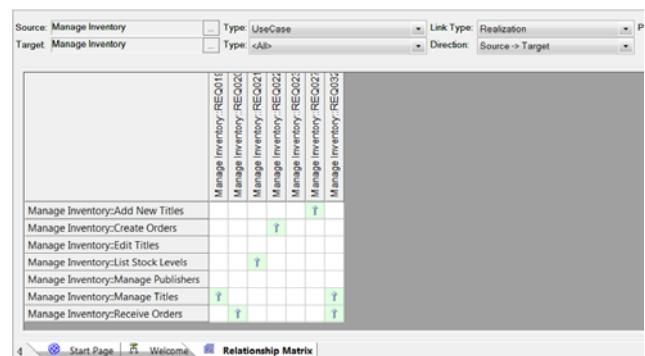 Source: Manage Inventory ... Type: UseCase Link Type: Realization P
Target: Manage Inventory ... Type: <All> Direction: Source -> Target
Manage Inventory::REQ019
Manage Inventory::REQ020
Manage Inventory::REQ021
Manage Inventory::REQ022
Manage Inventory::REQ023
Manage Inventory::REQ027
Manage Inventory::REQ032
Manage Inventory::Add New Titles
Manage Inventory::Create Orders
Manage Inventory::Edit Titles
Manage Inventory::List Stock Levels
Manage Inventory::Manage Publishers
Manage Inventory::Manage Titles
Manage Inventory::Receive Orders
Start Page Welcome Relationship Matrix